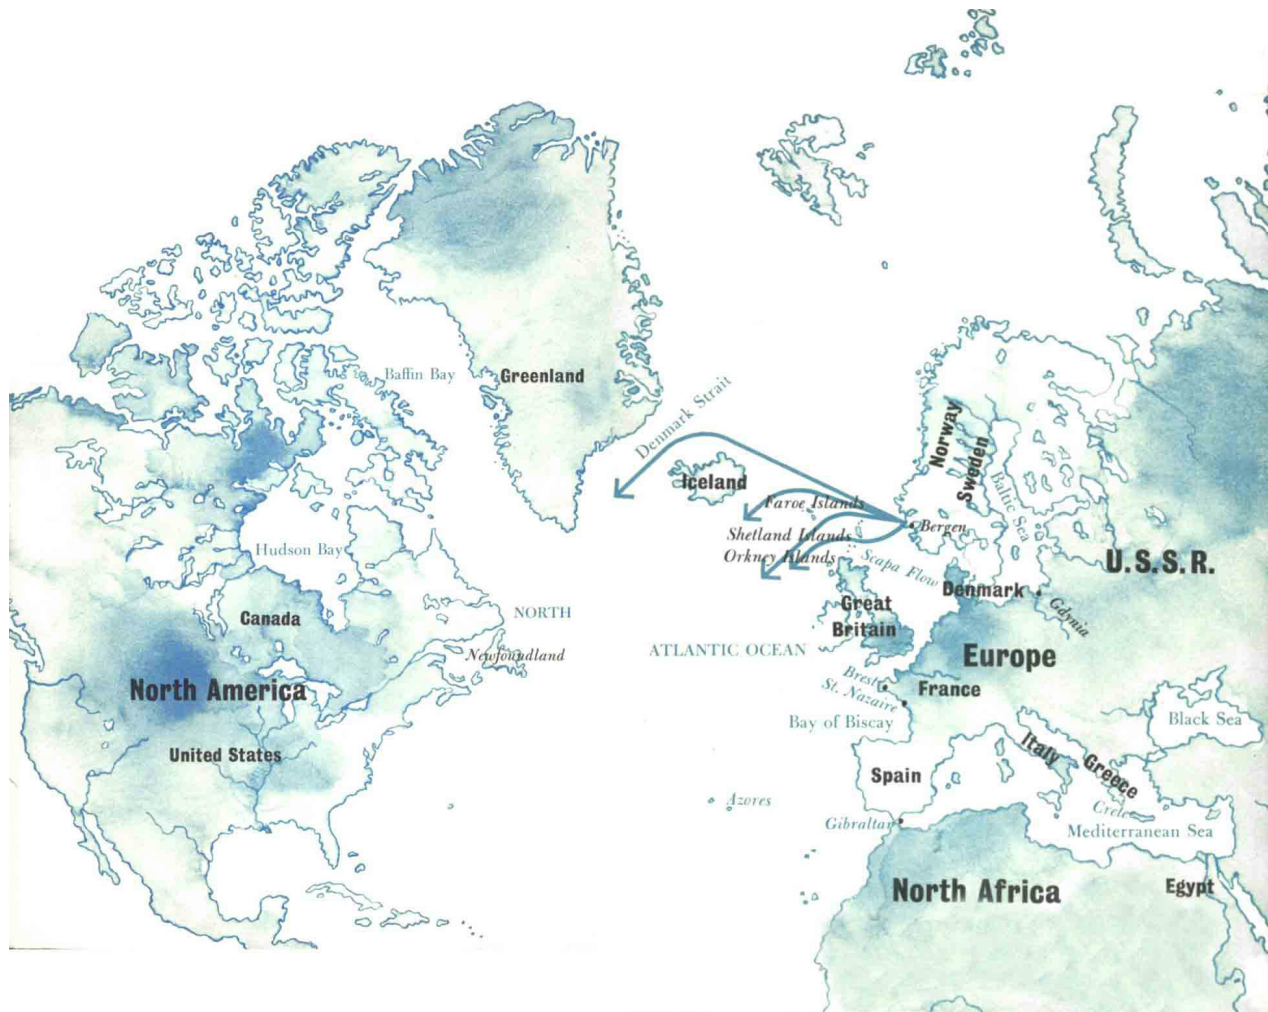 Baffin Bay
Greenland
Denmark Strait
Iceland
Norway
Sweden
Baltic Sea
Faroe Islands
Bergen
Shetland Islands
Orkney Islands
Scapa Flow
Hudson Bay
U.S.S.R.
Denmark
Gdynia
Canada
NORTH
ATLANTIC OCEAN
Great
Britain
Newfoundland
Europe
North America
Brest
St. Nazaire
France
Bay of Biscay
Black Sea
United States
Italy
Greece
Spain
Azores
Crete
Gibraltar
Mediterranean Sea
North Africa
Egypt